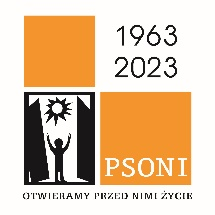 1963
2023
PSONI
OTWIERAMY PRZED NIMI ŻYCIE